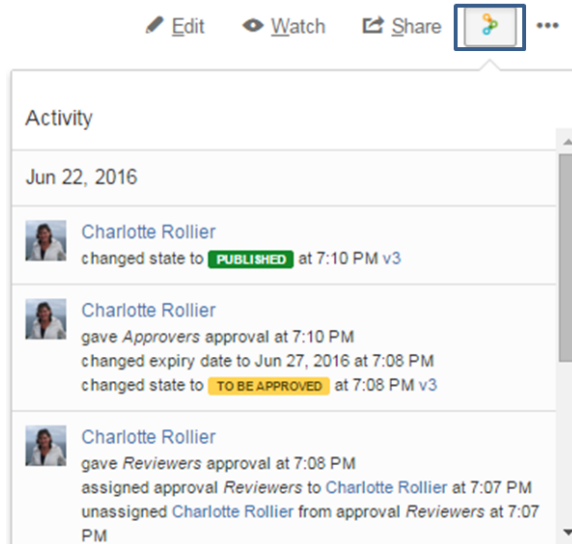 Edit Watch Share •••
Activity
Jun 22, 2016
Charlotte Rollier
changed state to PUBLISHED at 7:10 PM v3
Charlotte Rollier
gave Approvers approval at 7:10 PM
changed expiry date to Jun 27, 2016 at 7:08 PM
changed state to TO BE APPROVED at 7:08 PM v3
Charlotte Rollier
gave Reviewers approval at 7:08 PM
assigned approval Reviewers to Charlotte Rollier at 7:07 PM
unassigned Charlotte Rollier from approval Reviewers at 7:07
PM